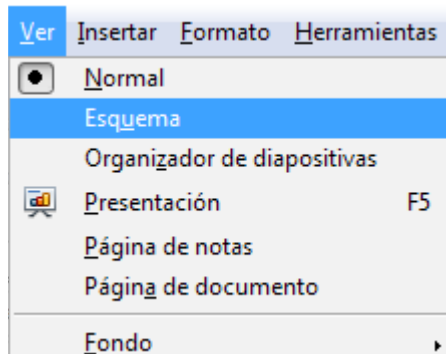 Ver Insertar Formato Herramientas
Normal
Esquema
Organizador de diapositivas
Presentación F5
Página de notas
Página de documento
Fondo